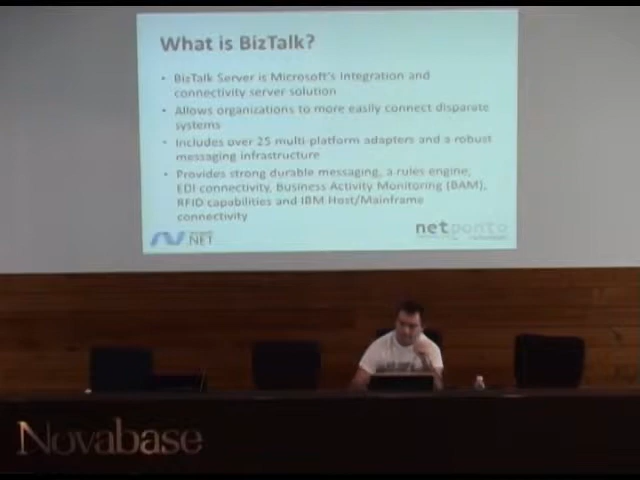 What is BizTalk?
• BizTalk Server is Microsoft's integration and
connectivity server solution
• Allows organizations to more easily connect disparate
systems
• Includes over 25 multi-platform adapters and a robust
messaging infrastructure
• Provides strong durable messaging, a rules engine,
EDI connectivity, Business Activity Monitoring (BAM),
RFID capabilities and IBM Host/Mainframe
connectivity
.NET
netponto
Novabase